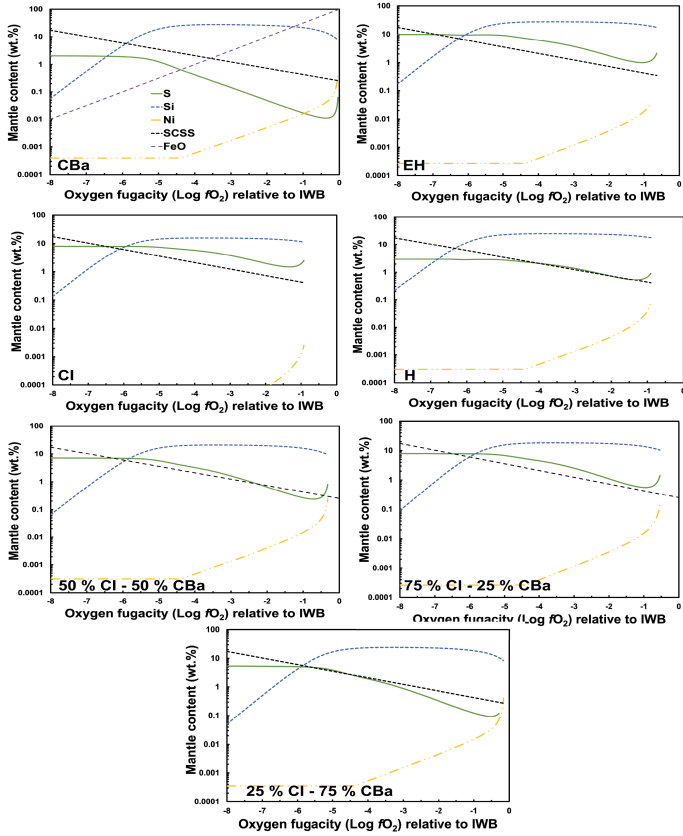 Mantle content (wt.%)
100
10
1
0.1
0.01
0.001
0.0001
S
Si
Ni
SCSS
FeO
CBa
-8 -7 -6 -5 -4 -3 -2 -1 0
Oxygen fugacity (Log fO₂) relative to IWB
Mantle content (wt.%)
100
10
1
0.1
0.01
0.001
0.0001
EH
-8 -7 -6 -5 -4 -3 -2 -1 0
Oxygen fugacity (Log fO₂) relative to IWB
Mantle content (wt.%)
100
10
1
0.1
0.01
0.001
0.0001
CI
-8 -7 -6 -5 -4 -3 -2 -1 0
Oxygen fugacity (Log fO₂) relative to IWB
Mantle content (wt.%)
100
10
1
0.1
0.01
0.001
0.0001
H
-8 -7 -6 -5 -4 -3 -2 -1 0
Oxygen fugacity (Log fO₂) relative to IWB
Mantle content (wt.%)
100
10
1
0.1
0.01
0.001
0.0001
50 % CI - 50 % CBa
-8 -7 -6 -5 -4 -3 -2 -1 0
Oxygen fugacity (Log fO₂) relative to IWB
Mantle content (wt.%)
100
10
1
0.1
0.01
0.001
0.0001
75 % CI - 25 % CBa
-8 -7 -6 -5 -4 -3 -2 -1 0
Oxygen fugacity (Log fO₂) relative to IWB
Mantle content (wt.%)
100
10
1
0.1
0.01
0.001
0.0001
25 % CI - 75 % CBa
-8 -7 -6 -5 -4 -3 -2 -1 0
Oxygen fugacity (Log fO₂) relative to IWB